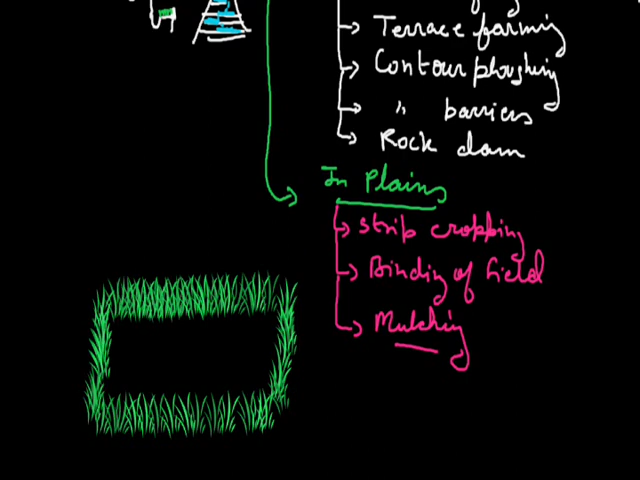 Terrace farming
Contour ploughing
" barriers
Rock dam
In Plains
Strip cropping
Binding of field
Mulching